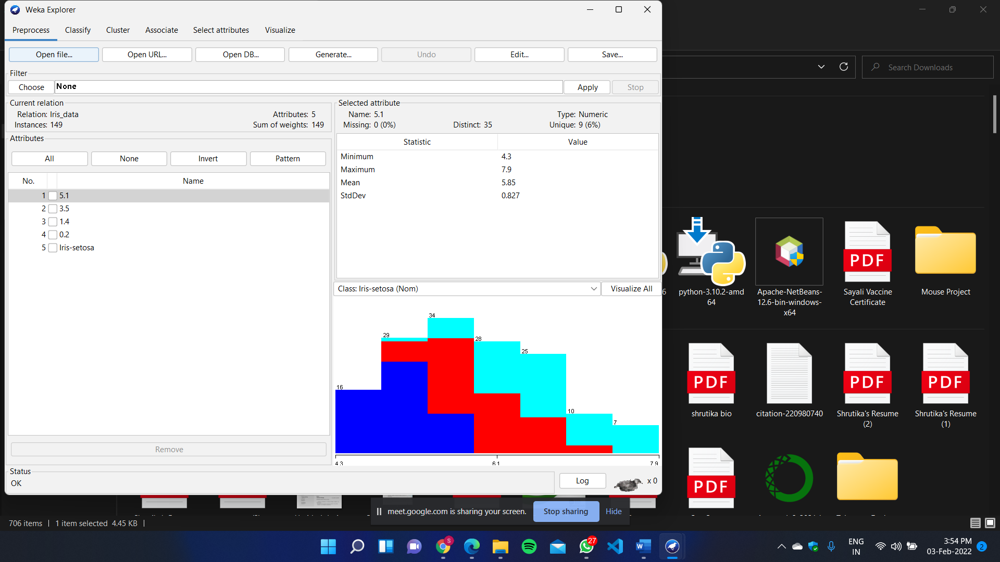 Weka Explorer
Preprocess Classify Cluster Associate Select attributes Visualize
Open file... Open URL... Open DB... Generate... Undo Edit... Save...
Filter
Choose None Apply Stop
Current relation
Relation: Iris_data Attributes: 5
Instances: 149 Sum of weights: 149
Selected attribute
Name: 5.1 Type: Numeric
Missing: 0 (0%) Distinct: 35 Unique: 9 (6%)
Attributes
All None Invert Pattern
No. Name
1 5.1
2 3.5
3 1.4
4 0.2
5 Iris-setosa
Remove
Statistic Value
Minimum 4.3
Maximum 7.9
Mean 5.85
StdDev 0.827
Class: Iris-setosa (Nom) Visualize All
16 29 34 28 25 10 7
4.3 6.1 7.9
Status
OK
Log x 0
Search Downloads
6
python-3.10.2-amd
64
Apache-NetBeans-
12.6-bin-windows-
x64
PDF
Sayali Vaccine
Certificate
Mouse Project
PDF
shrutika bio
citation-220980740
PDF
Shrutika's Resume
(2)
PDF
Shrutika's Resume
(1)
PDF
meet.google.com is sharing your screen. Stop sharing Hide
706 items 1 item selected 4.45 KB
S
27
W
ENG
IN
3:54 PM
03-Feb-2022
2